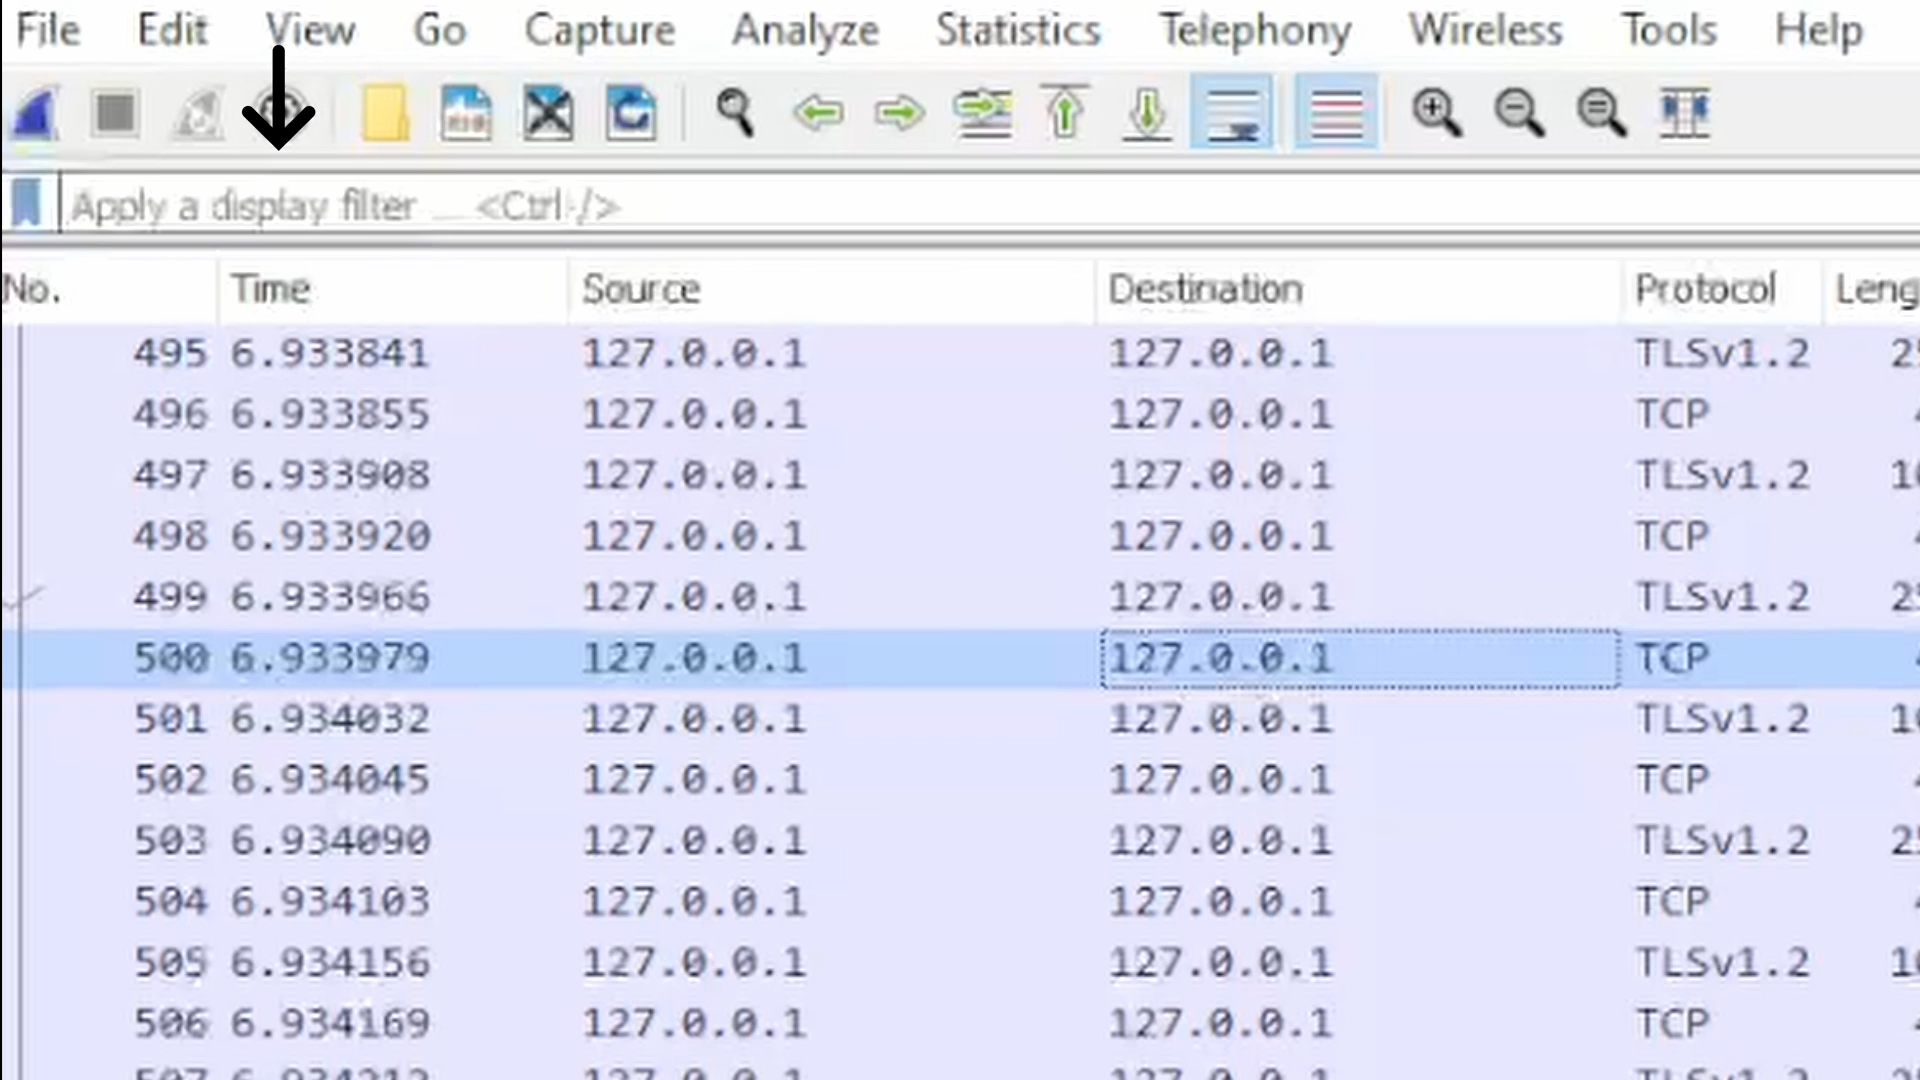 File Edit View Go Capture Analyze Statistics Telephony Wireless Tools Help
Apply a display filter ... <Ctrl-/>
No. Time Source Destination Protocol
495 6.933841 127.0.0.1 127.0.0.1 TLSv1.2
496 6.933855 127.0.0.1 127.0.0.1 TCP
497 6.933908 127.0.0.1 127.0.0.1 TLSv1.2
498 6.933920 127.0.0.1 127.0.0.1 TCP
499 6.933966 127.0.0.1 127.0.0.1 TLSv1.2
500 6.933979 127.0.0.1 127.0.0.1 TCP
501 6.934032 127.0.0.1 127.0.0.1 TLSv1.2
502 6.934045 127.0.0.1 127.0.0.1 TCP
503 6.934090 127.0.0.1 127.0.0.1 TLSv1.2
504 6.934103 127.0.0.1 127.0.0.1 TCP
505 6.934156 127.0.0.1 127.0.0.1 TLSv1.2
506 6.934169 127.0.0.1 127.0.0.1 TCP